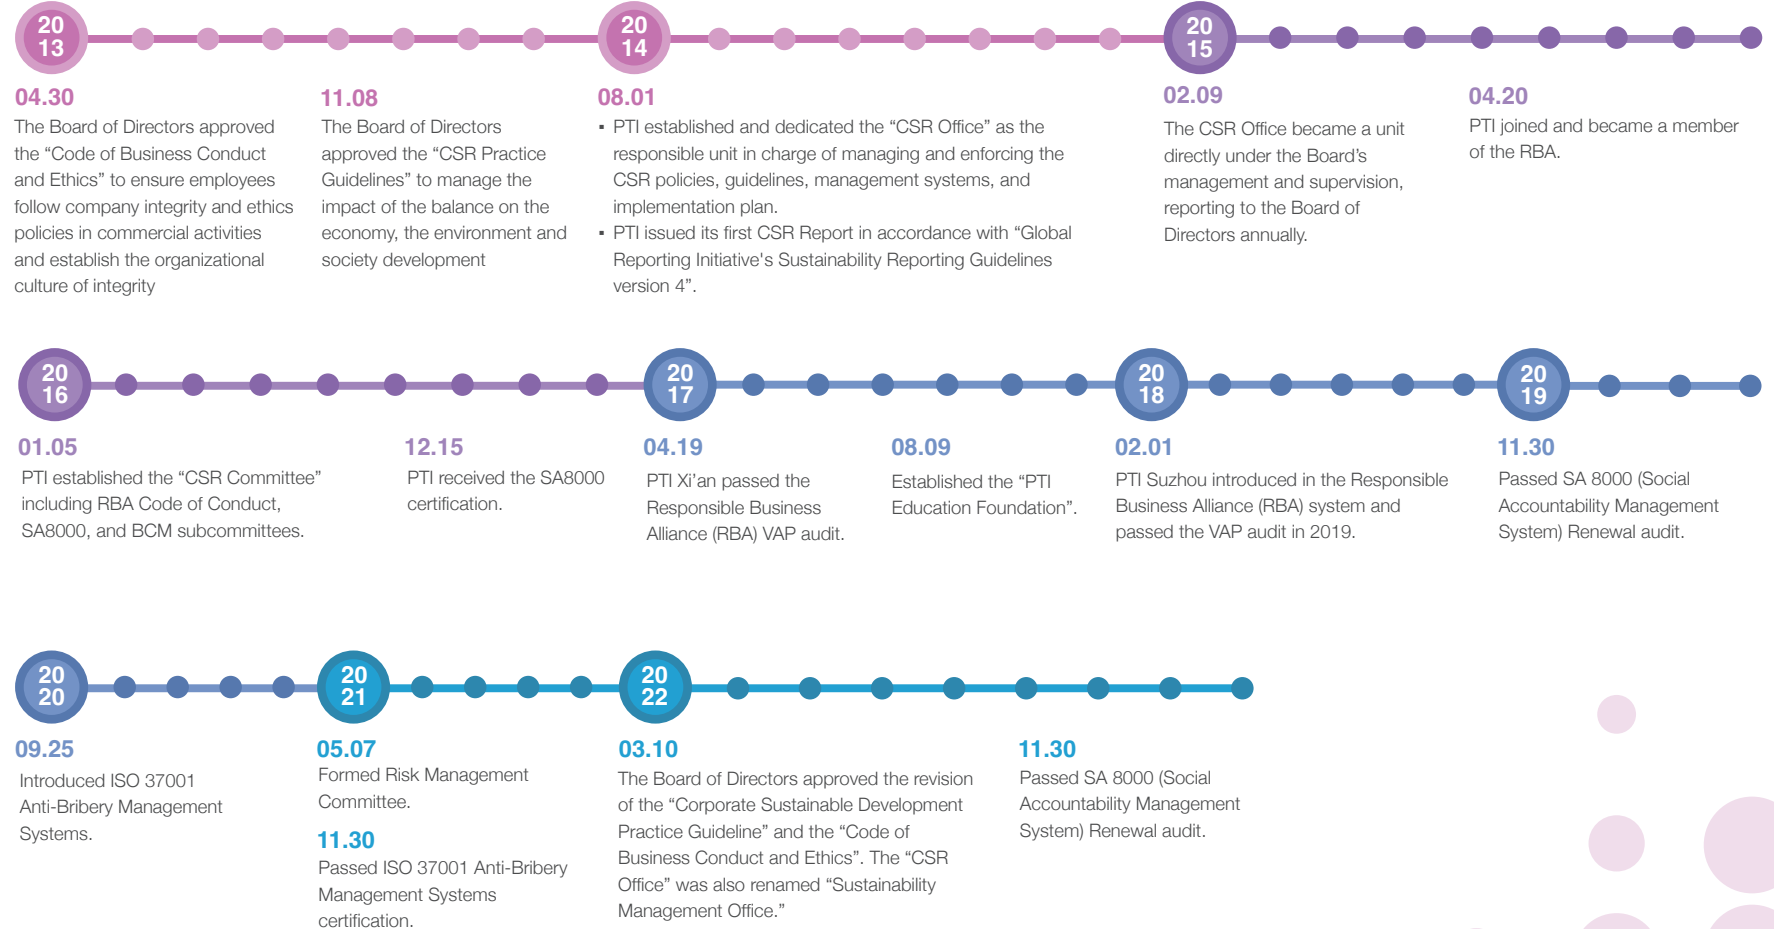 20
13
20
14
20
15
04.30
The Board of Directors approved
the “Code of Business Conduct
and Ethics” to ensure employees
follow company integrity and ethics
policies in commercial activities
and establish the organizational
culture of integrity
11.08
The Board of Directors
approved the “CSR Practice
Guidelines” to manage the
impact of the balance on the
economy, the environment and
society development
08.01
▪ PTI established and dedicated the “CSR Office” as the
responsible unit in charge of managing and enforcing the
CSR policies, guidelines, management systems, and
implementation plan.
▪ PTI issued its first CSR Report in accordance with “Global
Reporting Initiative's Sustainability Reporting Guidelines
version 4”.
02.09
The CSR Office became a unit
directly under the Board’s
management and supervision,
reporting to the Board of
Directors annually.
04.20
PTI joined and became a member
of the RBA.
20
16
20
17
20
18
20
19
01.05
PTI established the “CSR Committee”
including RBA Code of Conduct,
SA8000, and BCM subcommittees.
12.15
PTI received the SA8000
certification.
04.19
PTI Xi’an passed the
Responsible Business
Alliance (RBA) VAP audit.
08.09
Established the “PTI
Education Foundation”.
02.01
PTI Suzhou introduced in the Responsible
Business Alliance (RBA) system and
passed the VAP audit in 2019.
11.30
Passed SA 8000 (Social
Accountability Management
System) Renewal audit.
20
20
20
21
20
22
09.25
Introduced ISO 37001
Anti-Bribery Management
Systems.
05.07
Formed Risk Management
Committee.
11.30
Passed ISO 37001 Anti-Bribery
Management Systems
certification.
03.10
The Board of Directors approved the revision
of the “Corporate Sustainable Development
Practice Guideline” and the “Code of
Business Conduct and Ethics”. The “CSR
Office” was also renamed “Sustainability
Management Office.”
11.30
Passed SA 8000 (Social
Accountability Management
System) Renewal audit.